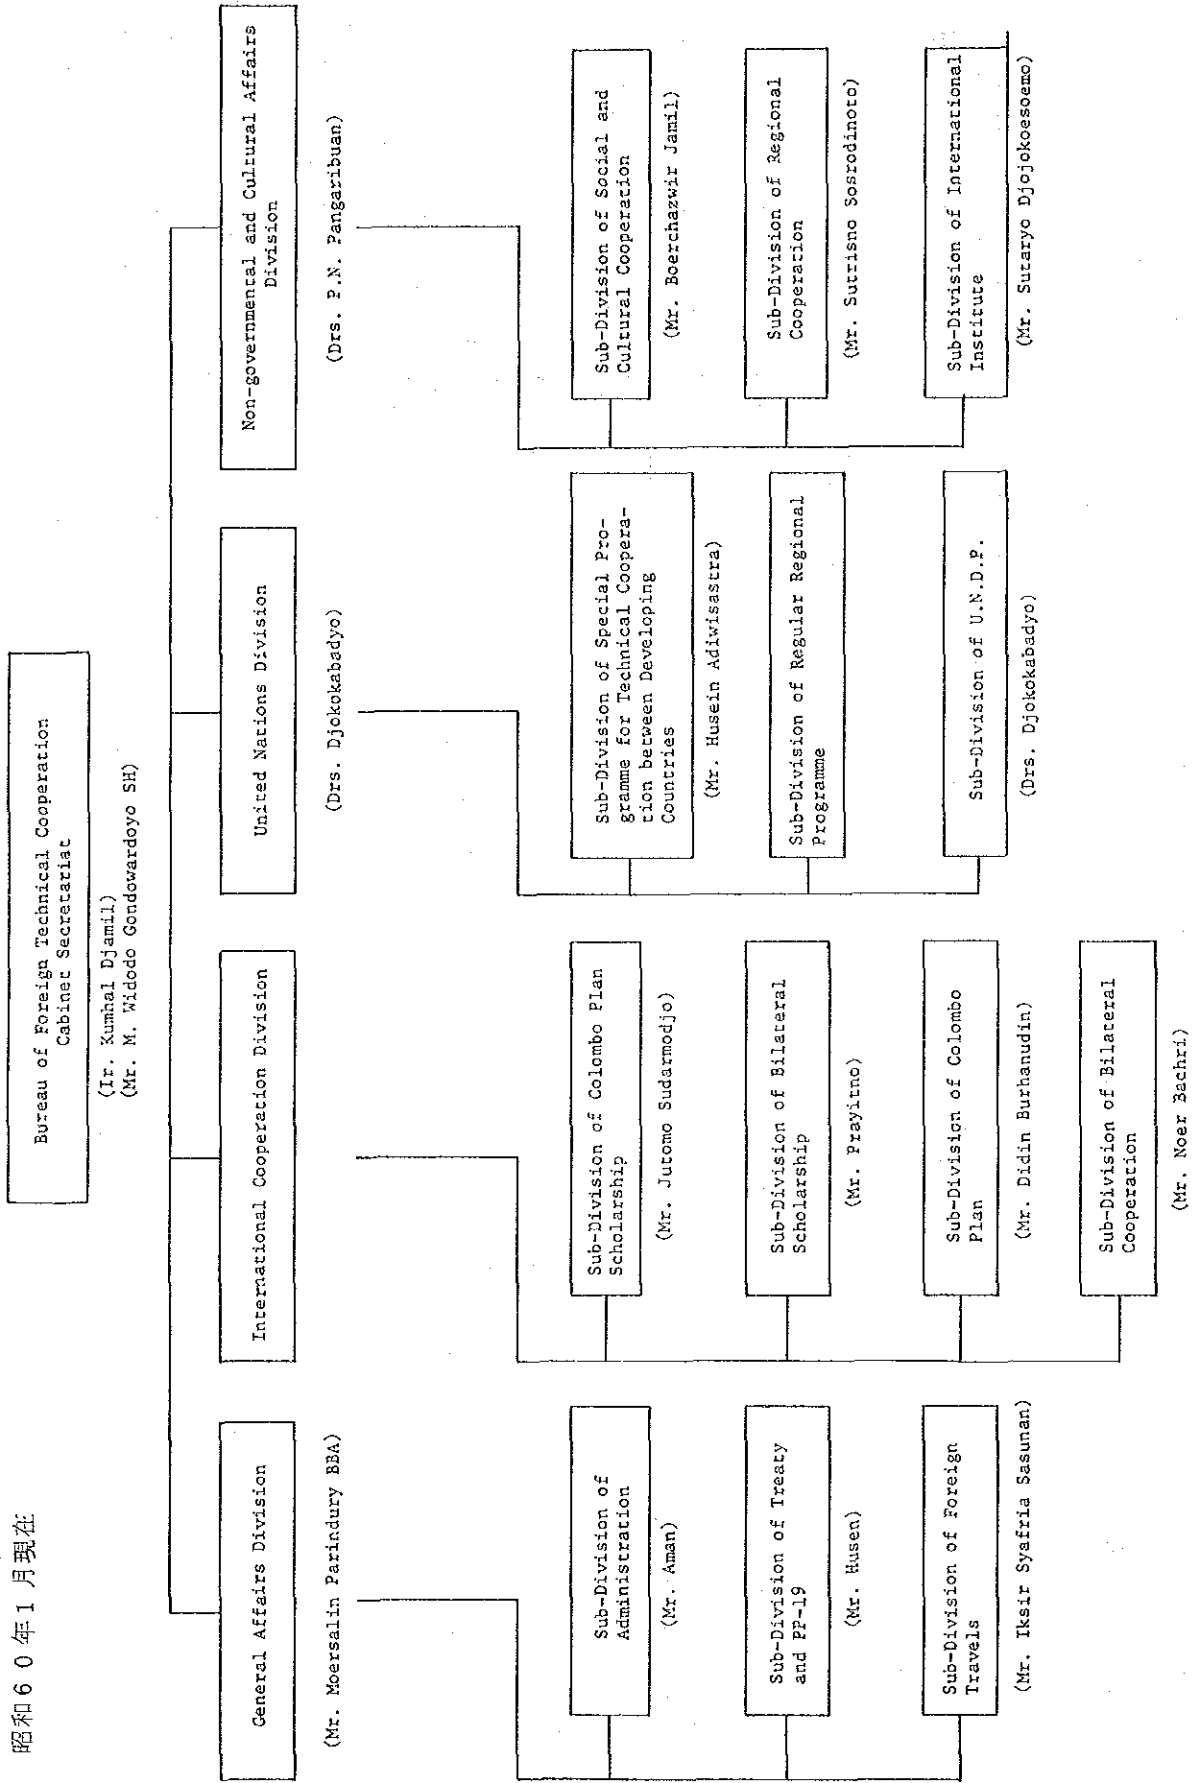 昭和60年1月現在
Bureau of Foreign Technical Cooperation
Cabinet Secretariat
(Ir. Kumhal Djamil)
(Mr. M. Widodo Gondowardoyo SH)
General Affairs Division
(Mr. Moersalin Parindury BBA)
Sub-Division of
Administration
(Mr. Aman)
Sub-Division of Treaty
and PP-19
(Mr. Husen)
Sub-Division of Foreign
Travels
(Mr. Iksir Syafria Sasunan)
International Cooperation Division
Sub-Division of Colombo Plan
Scholarship
(Mr. Jutomo Sudarmodjo)
Sub-Division of Bilateral
Scholarship
(Mr. Prayitno)
Sub-Division of Colombo
Plan
(Mr. Didin Burhanudin)
Sub-Division of Bilateral
Cooperation
(Mr. Noer Bachri)
United Nations Division
(Drs. Djokokabadyo)
Sub-Division of Special Pro-
gramme for Technical Coopera-
tion between Developing
Countries
(Mr. Husein Adiwisastra)
Sub-Division of Regular Regional
Programme
Sub-Division of U.N.D.P.
(Drs. Djokokabadyo)
Non-governmental and Cultural Affairs
Division
(Drs. P.N. Pangaribuan)
Sub-Division of Social and
Cultural Cooperation
(Mr. Boerchazwir Jamil)
Sub-Division of Regional
Cooperation
(Mr. Sutrisno Sosrodinoto)
Sub-Division of International
Institute
(Mr. Sutaryo Djojokoesoemo)